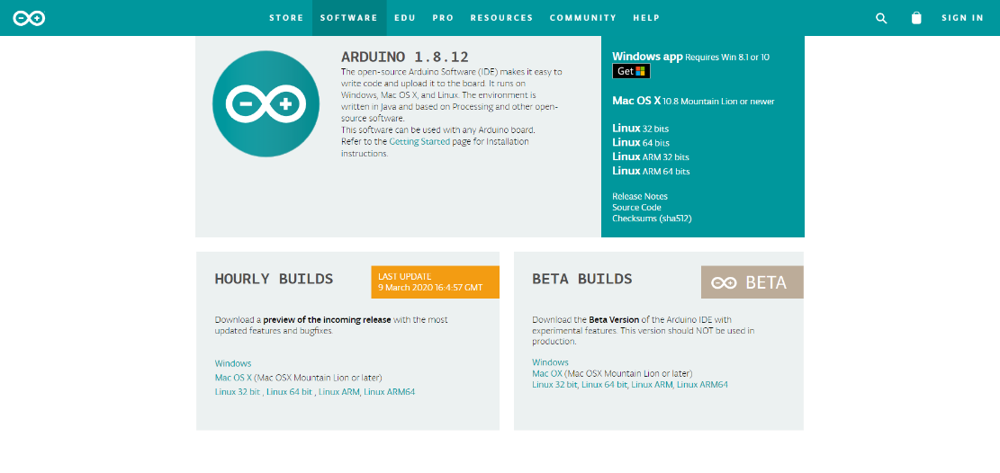 STORE SOFTWARE EDU PRO RESOURCES COMMUNITY HELP SIGN IN
ARDUINO 1.8.12
The open-source Arduino Software (IDE) makes it easy to
write code and upload it to the board. It runs on
Windows, Mac OS X, and Linux. The environment is
written in Java and based on Processing and other open-
source software.
This software can be used with any Arduino board.
Refer to the Getting Started page for Installation
instructions.
Windows app Requires Win 8.1 or 10
Get
Mac OS X 10.8 Mountain Lion or newer
Linux 32 bits
Linux 64 bits
Linux ARM 32 bits
Linux ARM 64 bits
Release Notes
Source Code
Checksums (sha512)
HOURLY BUILDS
LAST UPDATE
9 March 2020 16:4:57 GMT
Download a preview of the incoming release with the most
updated features and bugfixes.
Windows
Mac OS X (Mac OSX Mountain Lion or later)
Linux 32 bit , Linux 64 bit , Linux ARM, Linux ARM64
BETA BUILDS
BETA
Download the Beta Version of the Arduino IDE with
experimental features. This version should NOT be used in
production.
Windows
Mac OX (Mac OSX Mountain Lion or later)
Linux 32 bit, Linux 64 bit, Linux ARM, Linux ARM64